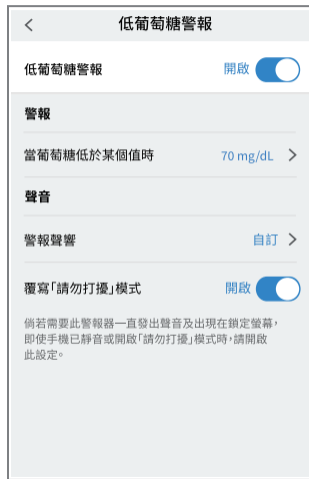 低葡萄糖警報
低葡萄糖警報 開啟
警報
當葡萄糖低於某個值時 70 mg/dL
聲音
警報聲響 自訂
覆寫「請勿打擾」模式 開啟
倘若需要此警報器一直發出聲音及出現在鎖定螢幕，
即使手機已靜音或開啟「請勿打擾」模式時，請開啟
此設定。